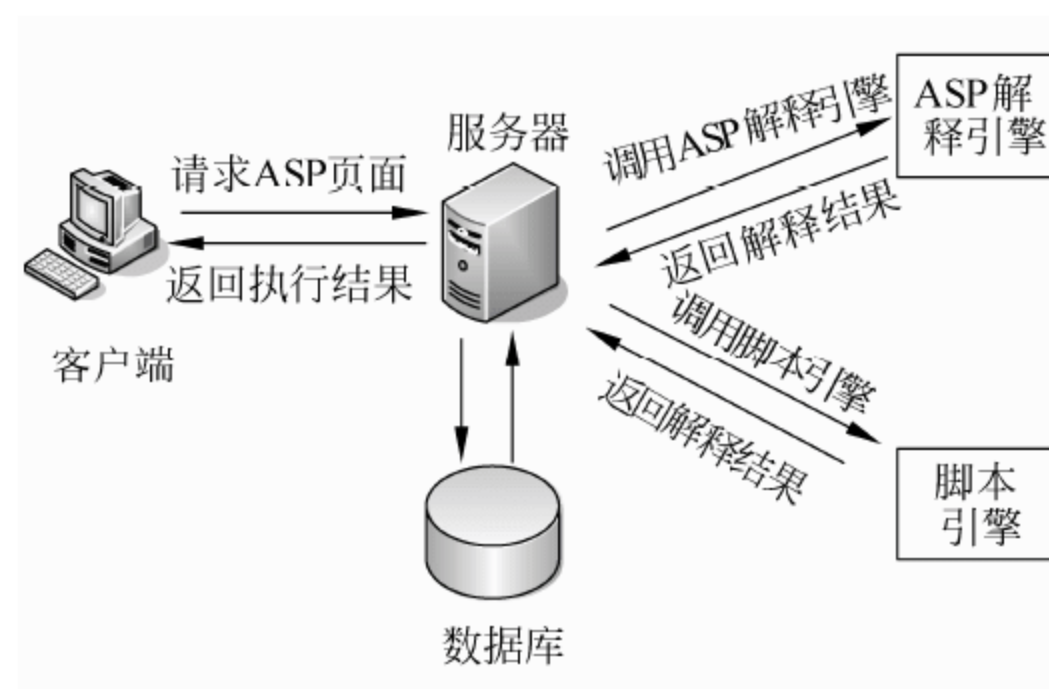 服务器
请求ASP页面
返回执行结果
客户端
调用ASP解释引擎
返回解释结果
ASP解
释引擎
调用脚本引擎
返回解释结果
脚本
引擎
数据库